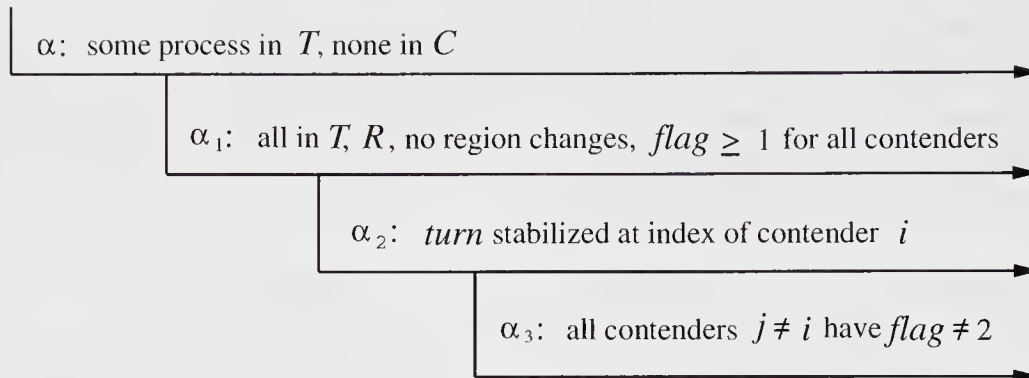 α: some process in T, none in C
α₁: all in T, R, no region changes, flag ≥ 1 for all contenders
α₂: turn stabilized at index of contender i
α₃: all contenders j ≠ i have flag ≠ 2